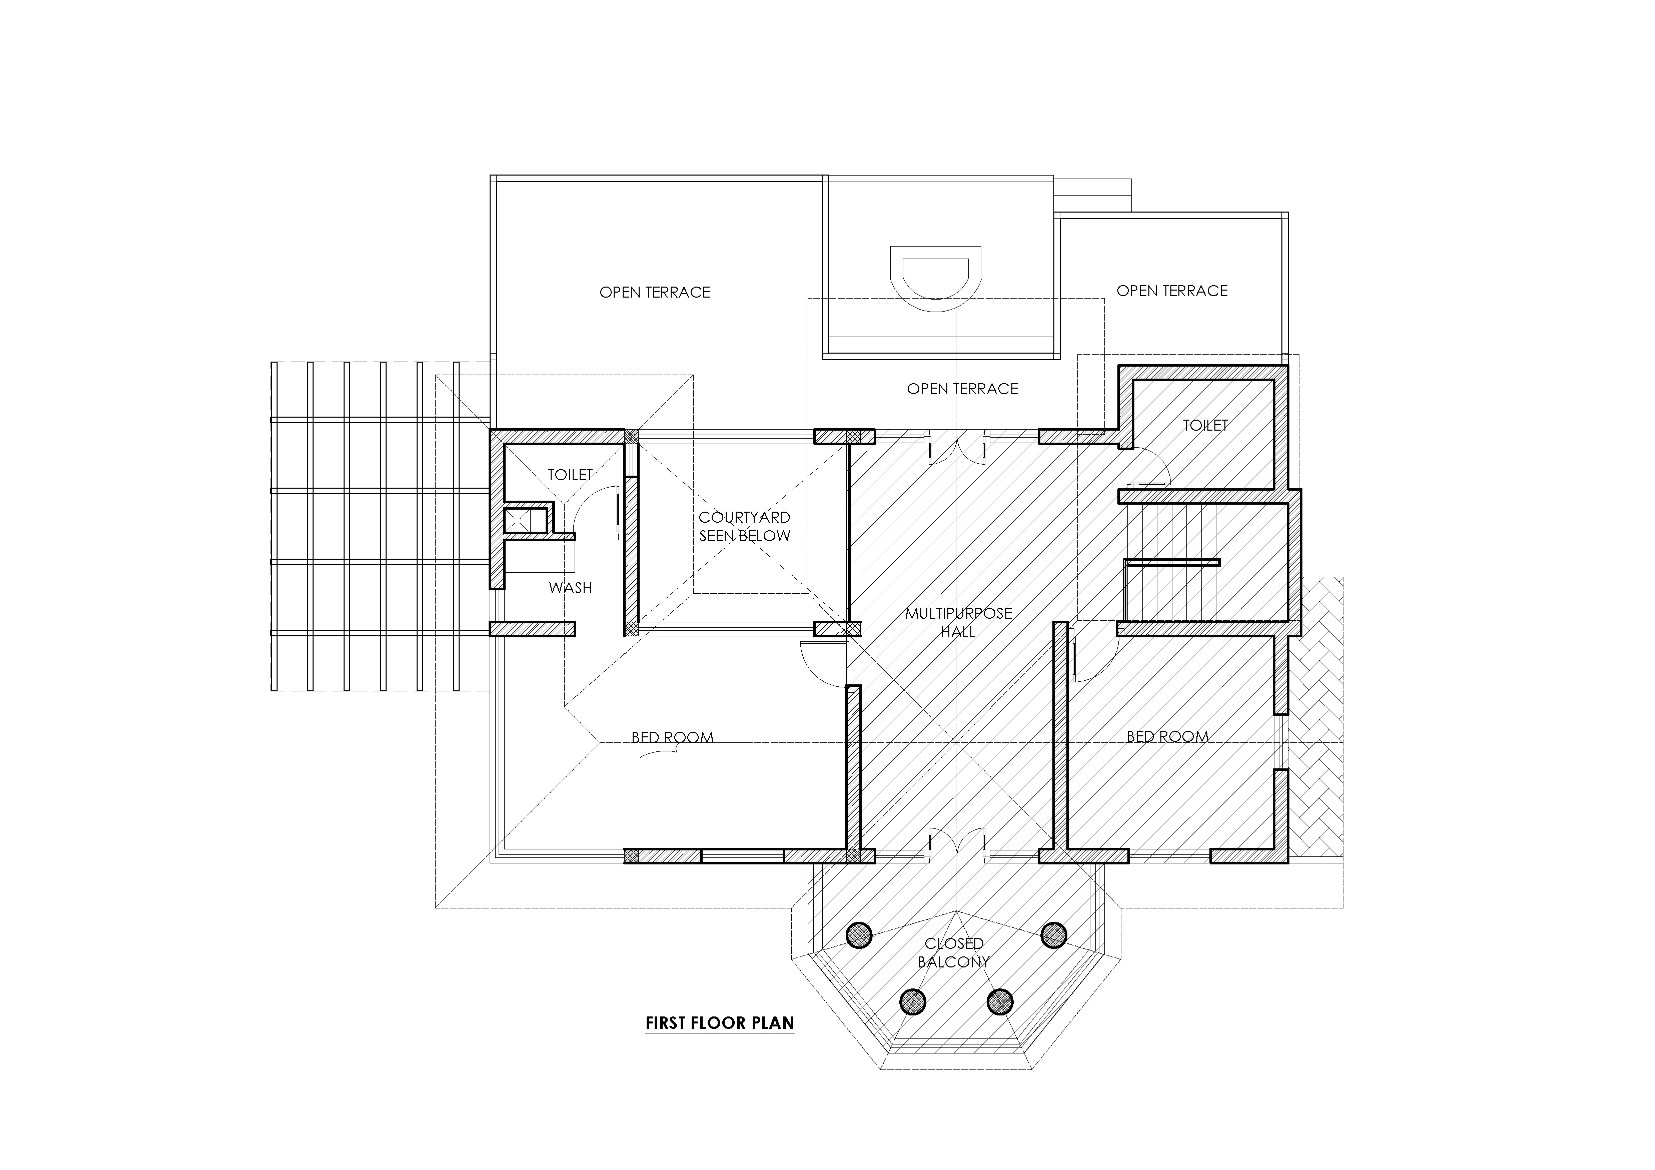 OPEN TERRACE
OPEN TERRACE
OPEN TERRACE
TOILET
TOILET
COURTYARD
SEEN BELOW
WASH
MULTIPURPOSE
HALL
BED ROOM
BED ROOM
CLOSED
BALCONY
FIRST FLOOR PLAN